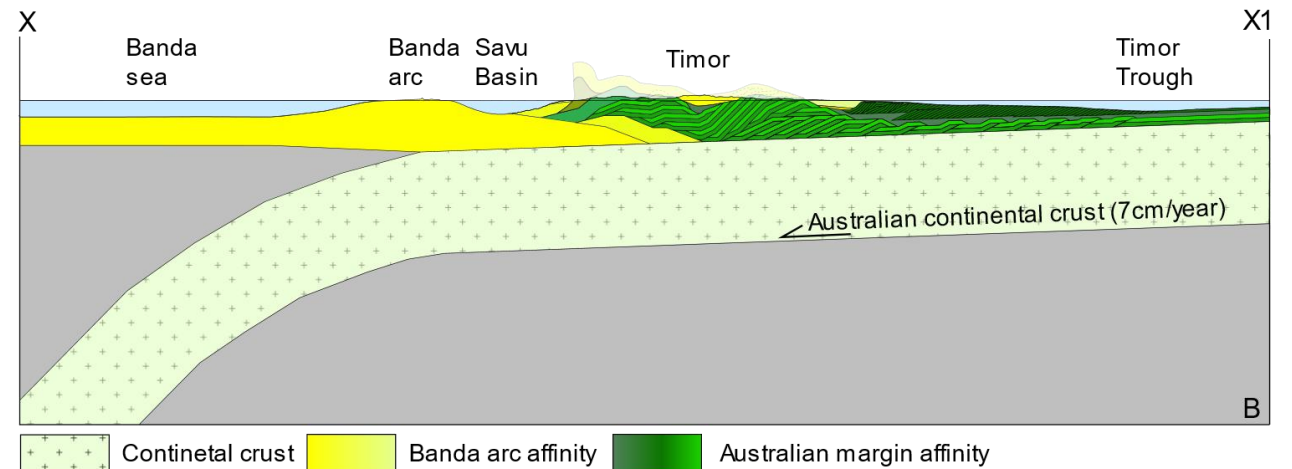 X
X1
Banda
sea
Banda
arc
Savu
Basin
Timor
Timor
Trough
Australian continental crust (7cm/year)
B
Continetal crust
Banda arc affinity
Australian margin affinity